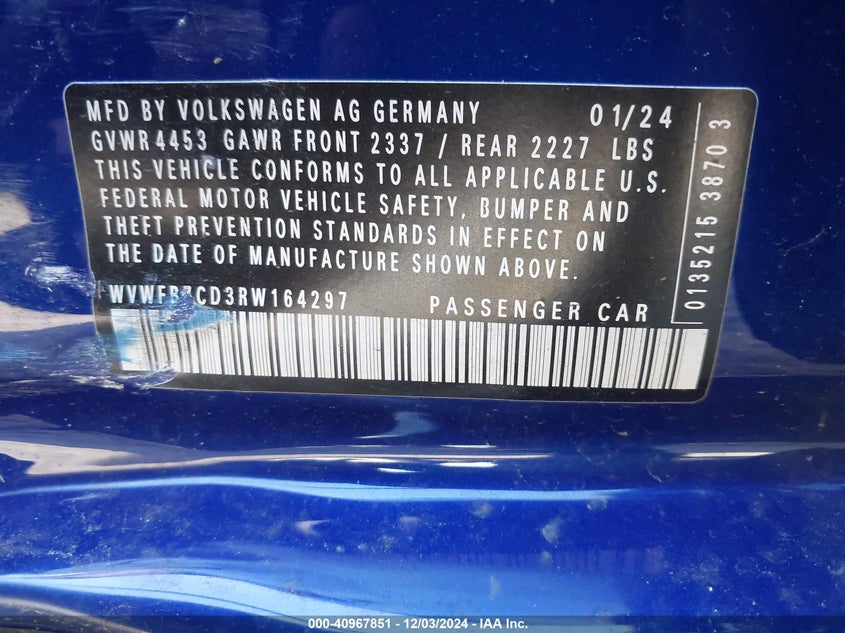 MFD BY VOLKSWAGEN AG GERMANY 01/24
GVWR 4453 GAWR FRONT 2337 / REAR 2227 LBS
THIS VEHICLE CONFORMS TO ALL APPLICABLE U.S.
FEDERAL MOTOR VEHICLE SAFETY, BUMPER AND
THEFT PREVENTION STANDARDS IN EFFECT ON
THE DATE OF MANUFACTURE SHOWN ABOVE.
WVWFB7CD3RW164297 PASSENGER CAR
0135215 3870 3
000-40967851 - 12/03/2024 - IAA Inc.